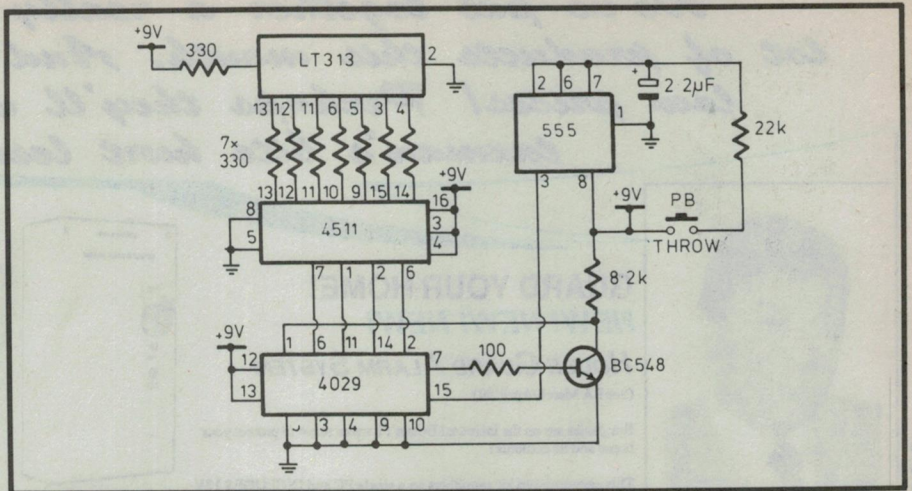 +9V
330
LT313
2
13 12 11 6 5 3 4
7x
330
13 12 11 10 9 15 14
+9V
8
5
4511
16
3
4
7 1 2 6
+9V
1 6 11 14 2
12
13
4029
7
15
3 4 9 10
100
2 6 7
+
2·2µF
555
1
3 8
22k
+9V
PB
THROW
8·2k
BC548
GUARD YOUR HOME